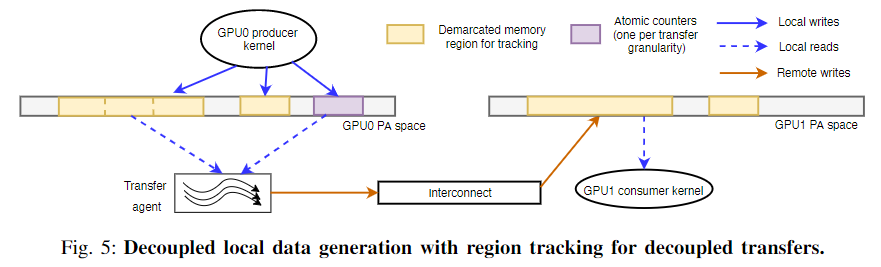 GPU0 producer
kernel
Demarcated memory
region for tracking
Atomic counters
(one per transfer
granularity)
Local writes
Local reads
Remote writes
GPU0 PA space
GPU1 PA space
Transfer
agent
Interconnect
GPU1 consumer kernel
Fig. 5: Decoupled local data generation with region tracking for decoupled transfers.